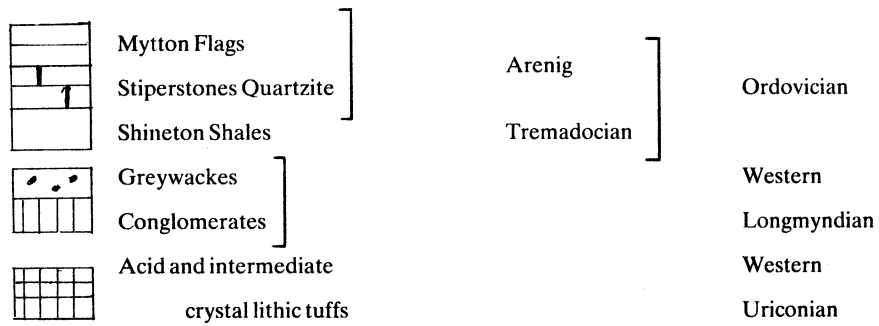 Mytton Flags
Arenig
Stiperstones Quartzite
Ordovician
Shineton Shales
Tremadocian
Greywackes
Western
Conglomerates
Longmyndian
Acid and intermediate
Western
crystal lithic tuffs
Uriconian